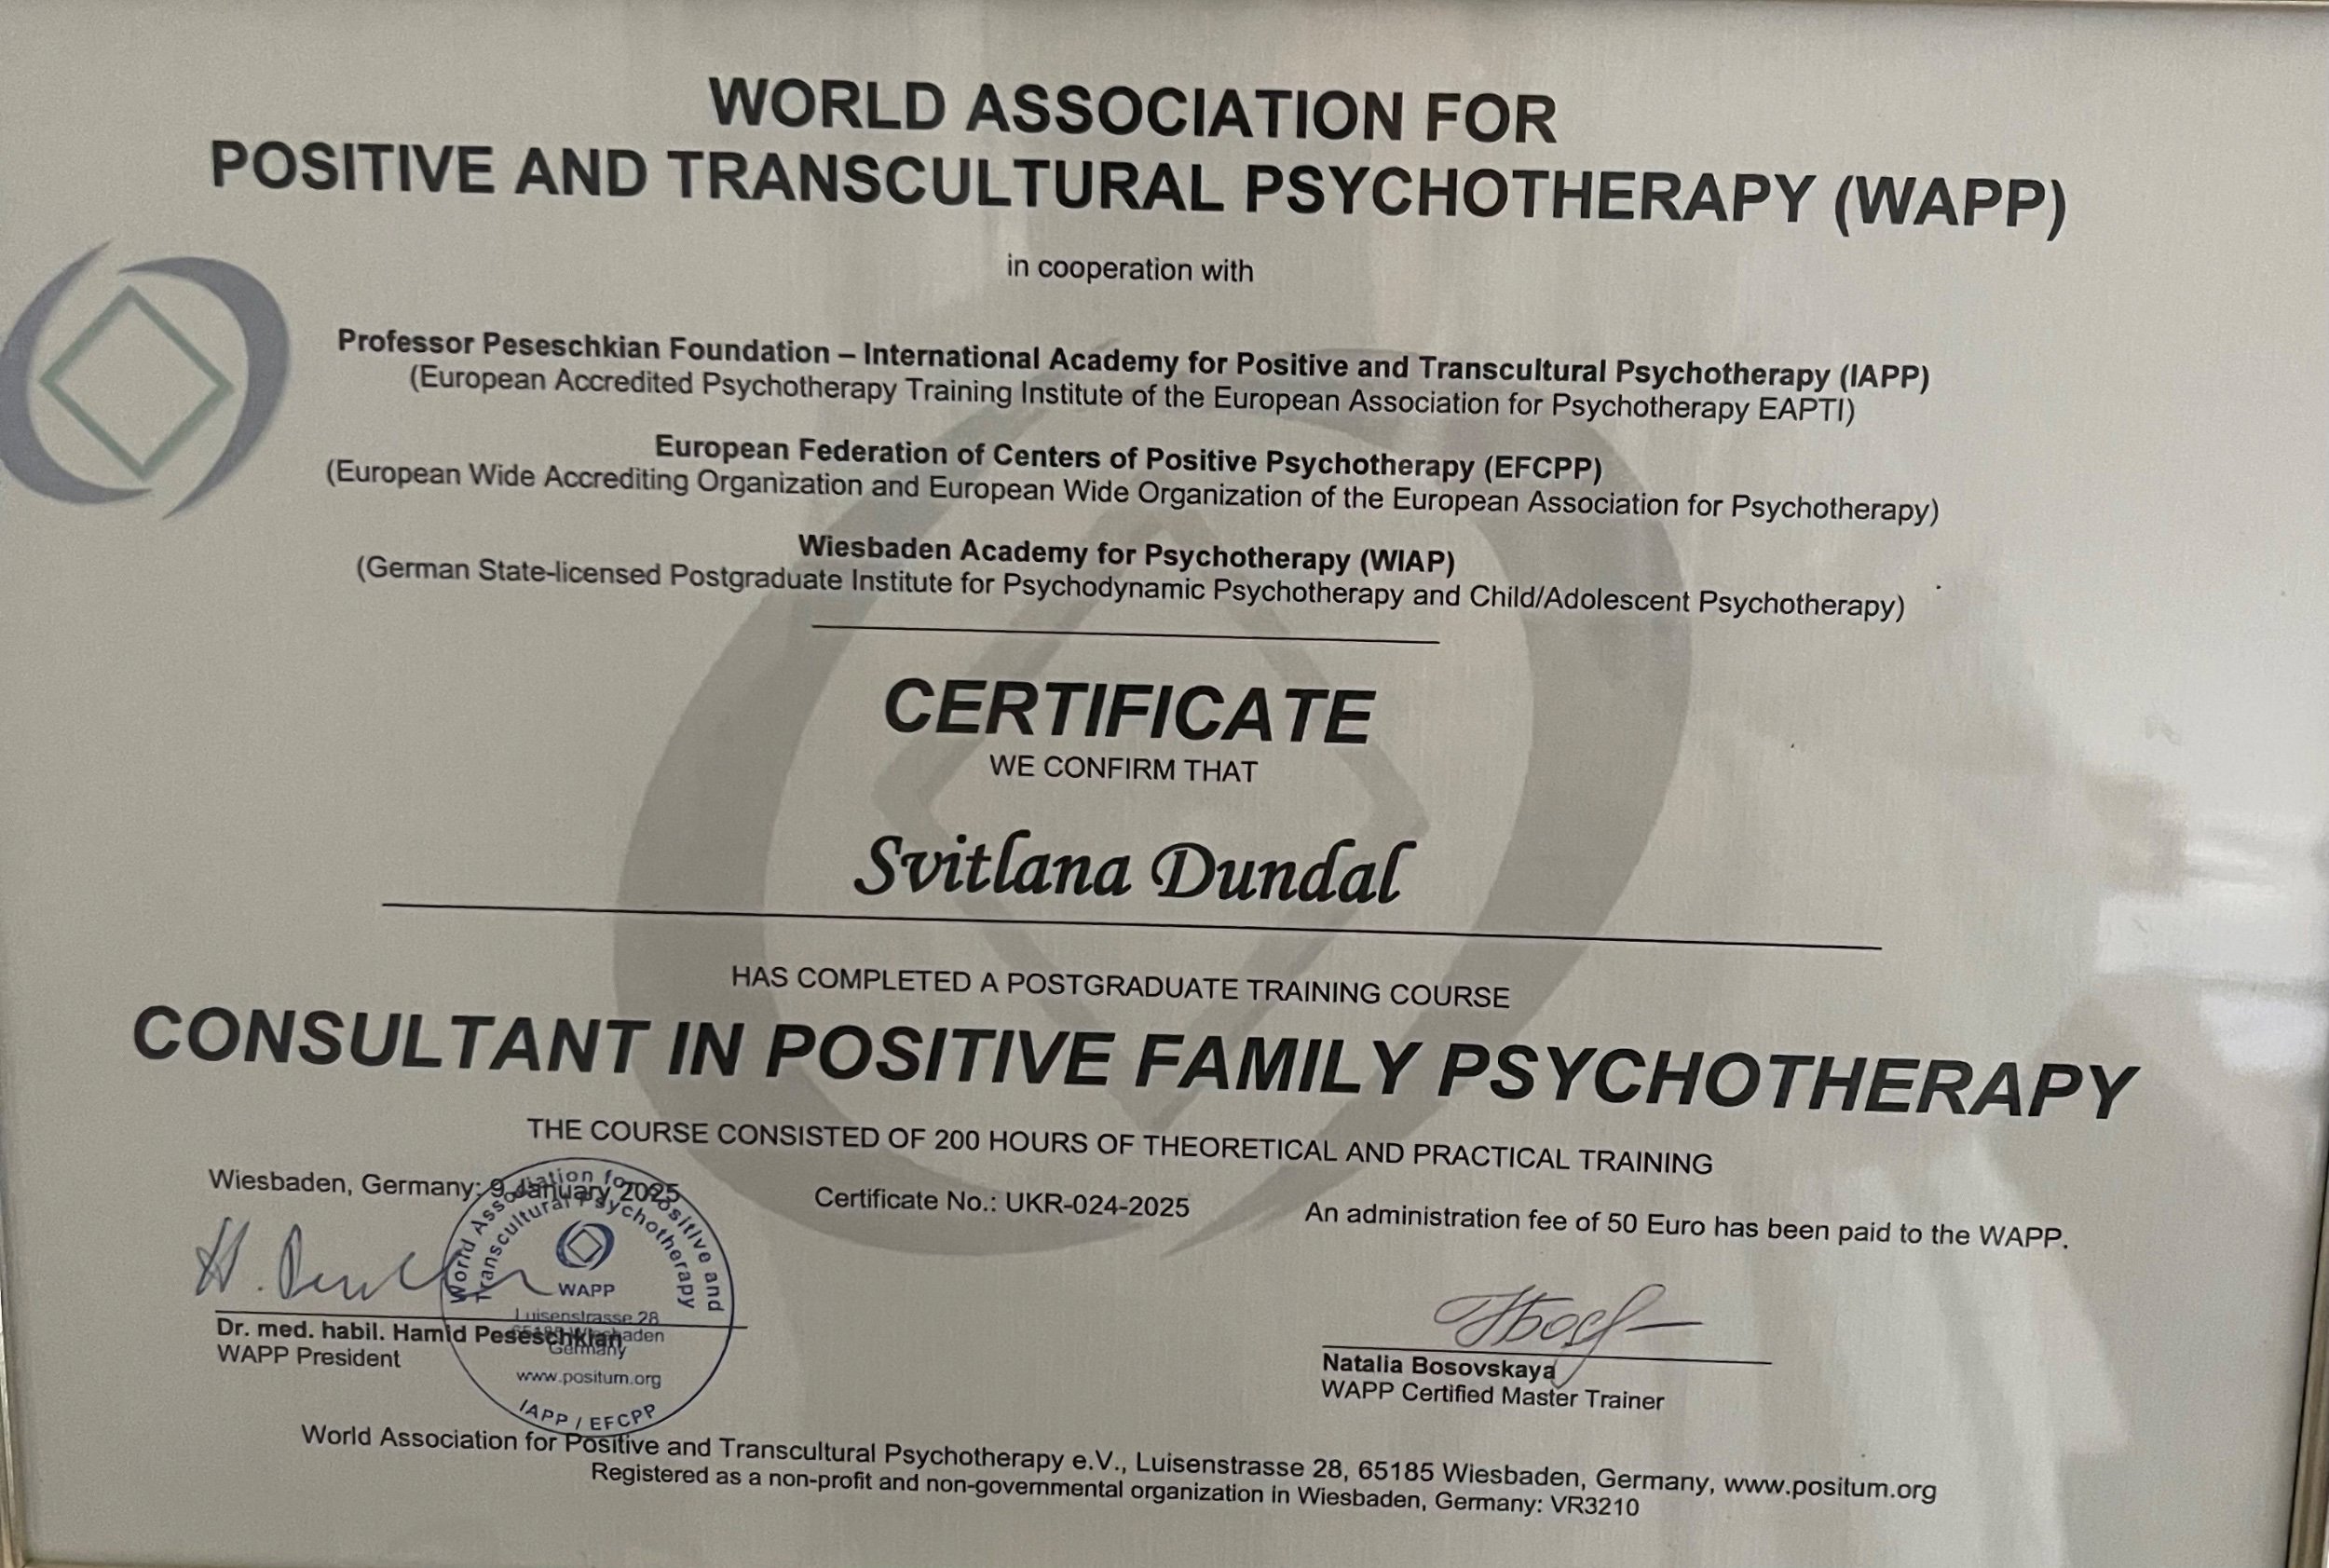 WORLD ASSOCIATION FOR
POSITIVE AND TRANSCULTURAL PSYCHOTHERAPY (WAPP)
in cooperation with
Professor Peseschkian Foundation – International Academy for Positive and Transcultural Psychotherapy (IAPP)
(European Accredited Psychotherapy Training Institute of the European Association for Psychotherapy EAPTI)
European Federation of Centers of Positive Psychotherapy (EFCPP)
(European Wide Accrediting Organization and European Wide Organization of the European Association for Psychotherapy)
Wiesbaden Academy for Psychotherapy (WIAP)
(German State-licensed Postgraduate Institute for Psychodynamic Psychotherapy and Child/Adolescent Psychotherapy)
CERTIFICATE
WE CONFIRM THAT
Svitlana Dundal
HAS COMPLETED A POSTGRADUATE TRAINING COURSE
CONSULTANT IN POSITIVE FAMILY PSYCHOTHERAPY
THE COURSE CONSISTED OF 200 HOURS OF THEORETICAL AND PRACTICAL TRAINING
Wiesbaden, Germany: 9 January 2025
Certificate No.: UKR-024-2025
An administration fee of 50 Euro has been paid to the WAPP.
World Association for Positive and
Transcultural Psychotherapy
WAPP
Luisenstrasse 28
65185 Wiesbaden
Germany
www.positum.org
IAPP / EFCPP
Dr. med. habil. Hamid Peseschkian
WAPP President
Natalia Bosovskaya
WAPP Certified Master Trainer
World Association for Positive and Transcultural Psychotherapy e.V., Luisenstrasse 28, 65185 Wiesbaden, Germany, www.positum.org
Registered as a non-profit and non-governmental organization in Wiesbaden, Germany: VR3210